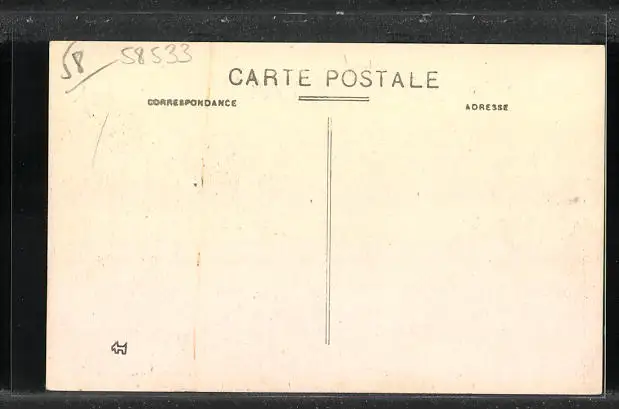 58 58533
CARTE POSTALE
CORRESPONDANCE ADRESSE